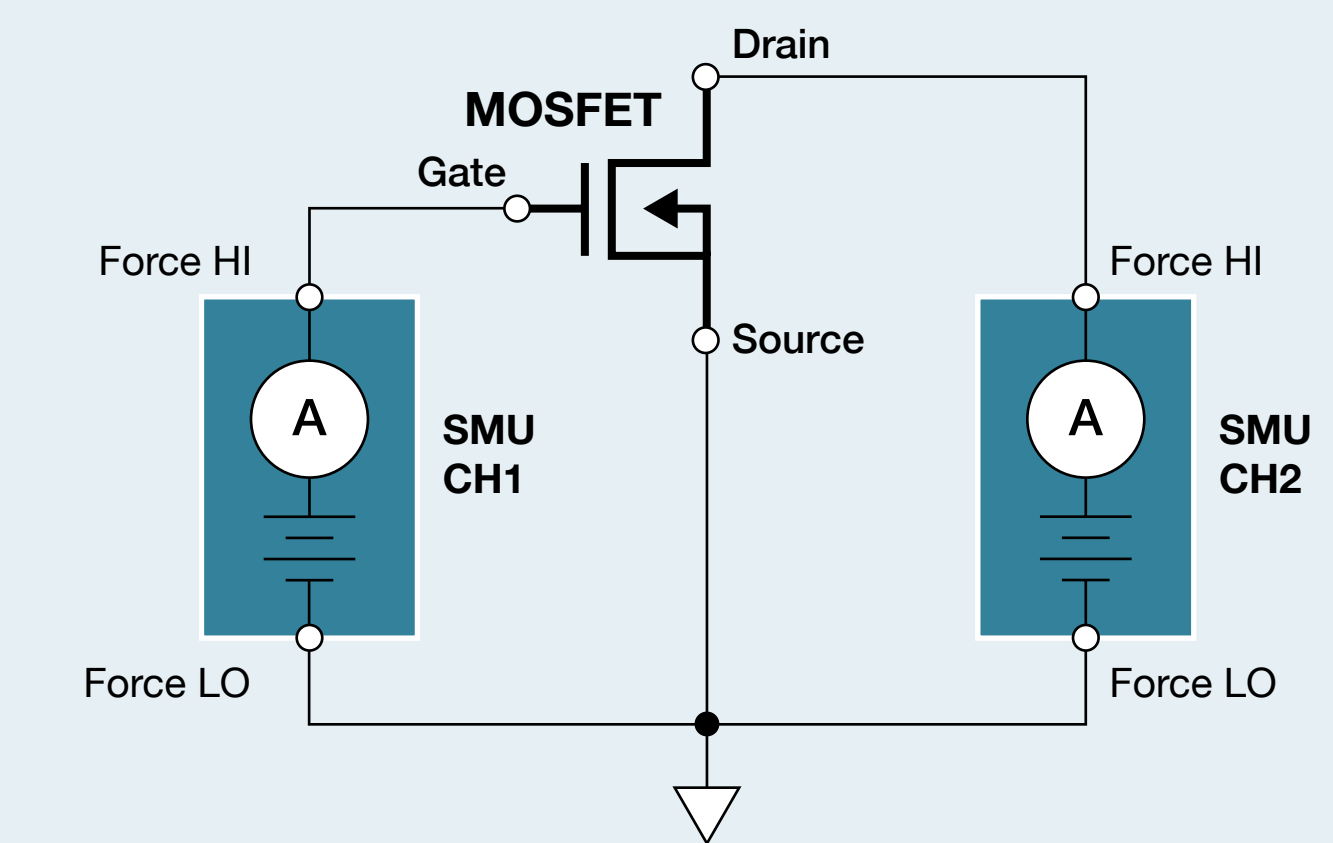 Drain
MOSFET
Gate
Force HI
Force HI
Source
A
A
SMU
CH1
SMU
CH2
Force LO
Force LO